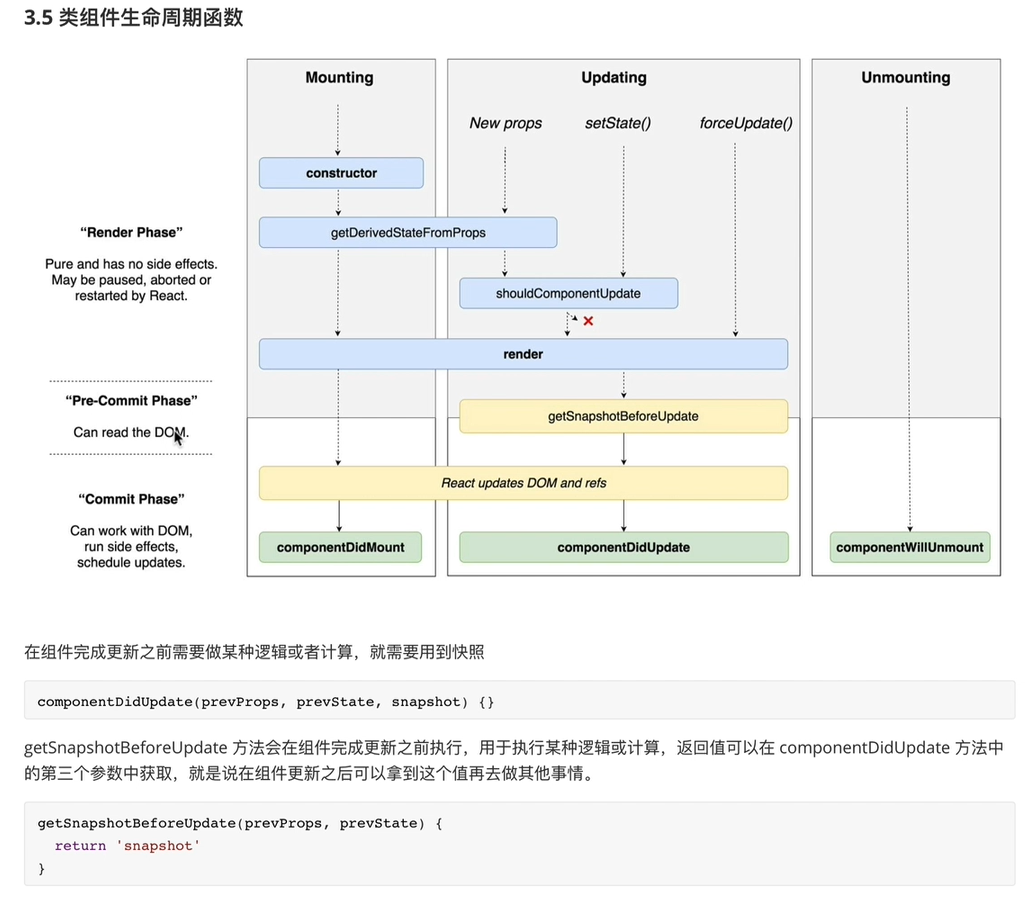 3.5 类组件生命周期函数
Mounting
Updating
Unmounting
New props
setState()
forceUpdate()
constructor
“Render Phase”
getDerivedStateFromProps
Pure and has no side effects.
May be paused, aborted or
restarted by React.
shouldComponentUpdate
render
“Pre-Commit Phase”
getSnapshotBeforeUpdate
Can read the DOM.
React updates DOM and refs
“Commit Phase”
Can work with DOM,
run side effects,
schedule updates.
componentDidMount
componentDidUpdate
componentWillUnmount
在组件完成更新之前需要做某种逻辑或者计算，就需要用到快照
componentDidUpdate(prevProps, prevState, snapshot) {}
getSnapshotBeforeUpdate 方法会在组件完成更新之前执行，用于执行某种逻辑或计算，返回值可以在 componentDidUpdate 方法中
的第三个参数中获取，就是说在组件更新之后可以拿到这个值再去做其他事情。
getSnapshotBeforeUpdate(prevProps, prevState) {
return 'snapshot'
}